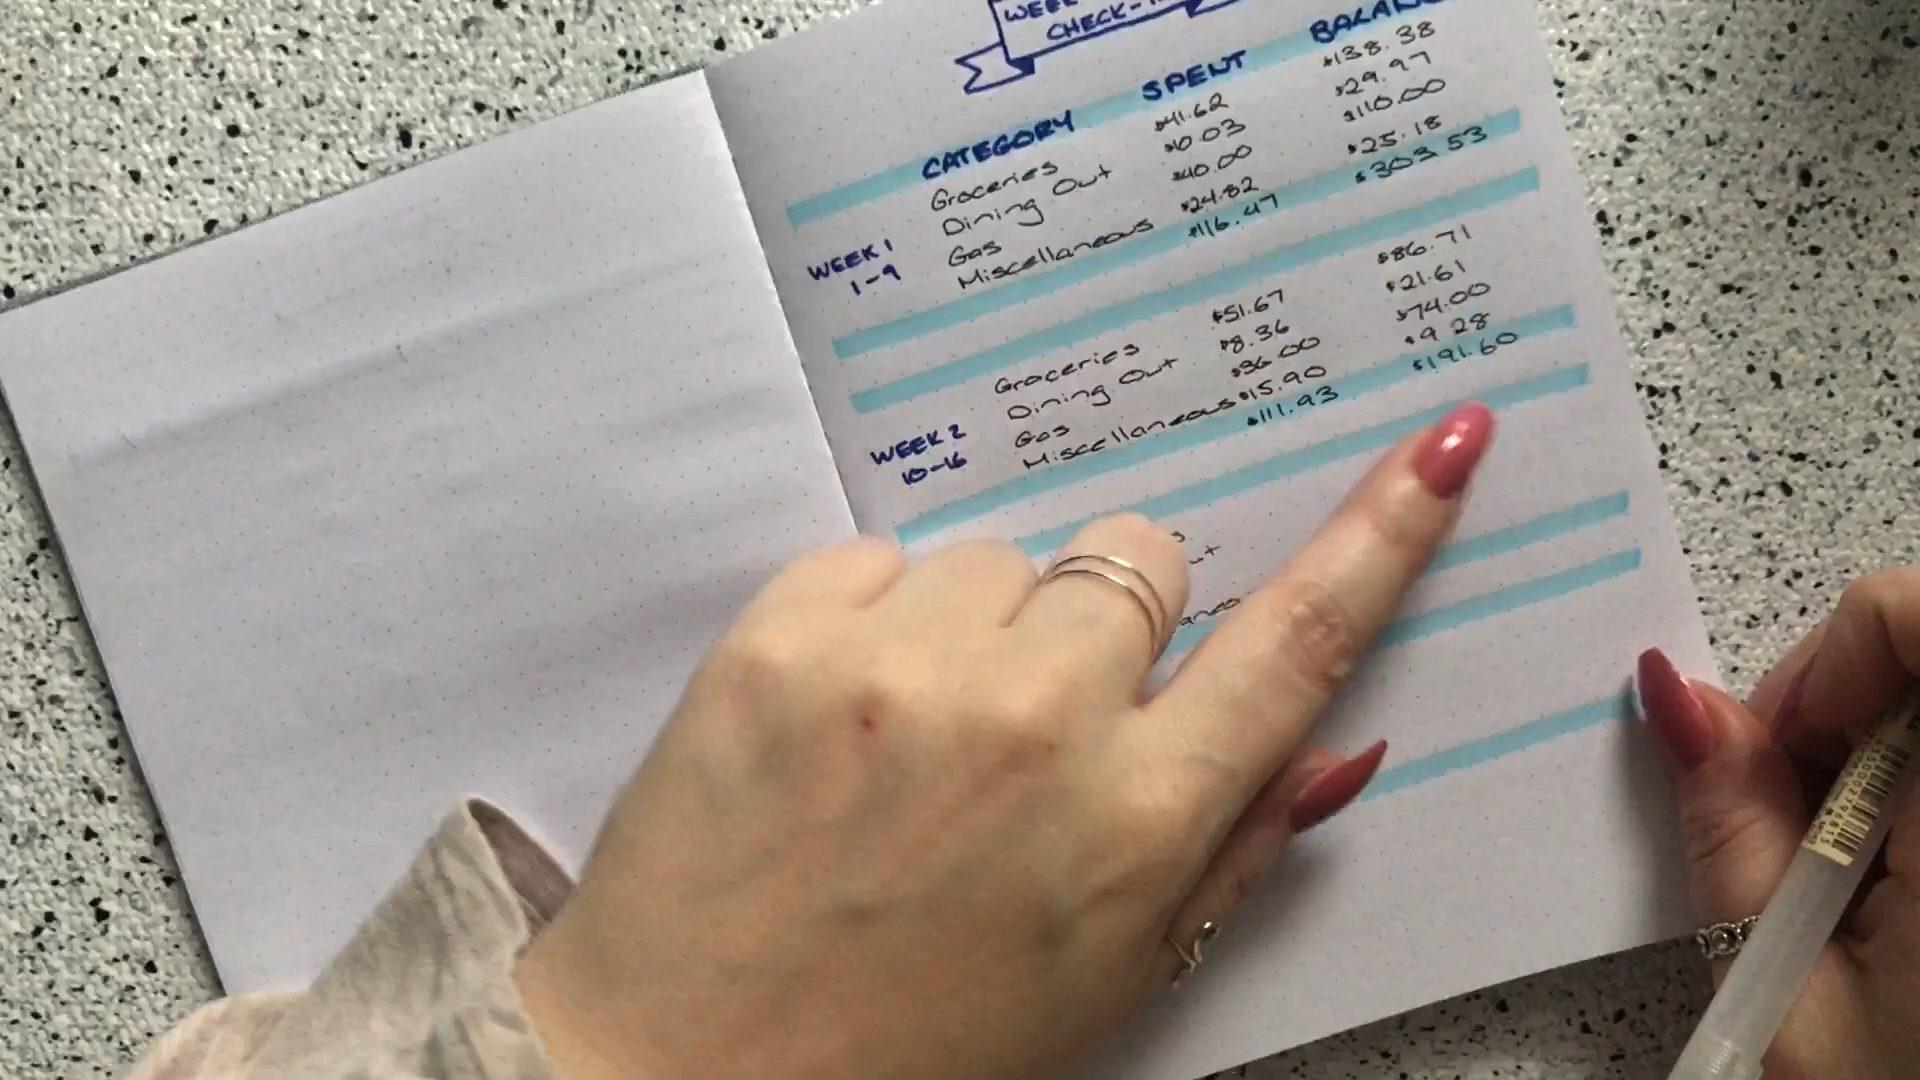 WEEK
CATEGORY SPENT
WEEK 1
1-9
Groceries $41.62 $138.38
Dining Out $10.03 $29.97
Gas $40.00 $110.00
Miscellaneous $24.82 $25.18
$116.47 $303.53
WEEK 2
10-16
Groceries $51.67 $86.71
Dining Out $8.36 $21.61
Gas $36.00 $74.00
Miscellaneous $15.90 $9.28
$111.93 $191.60